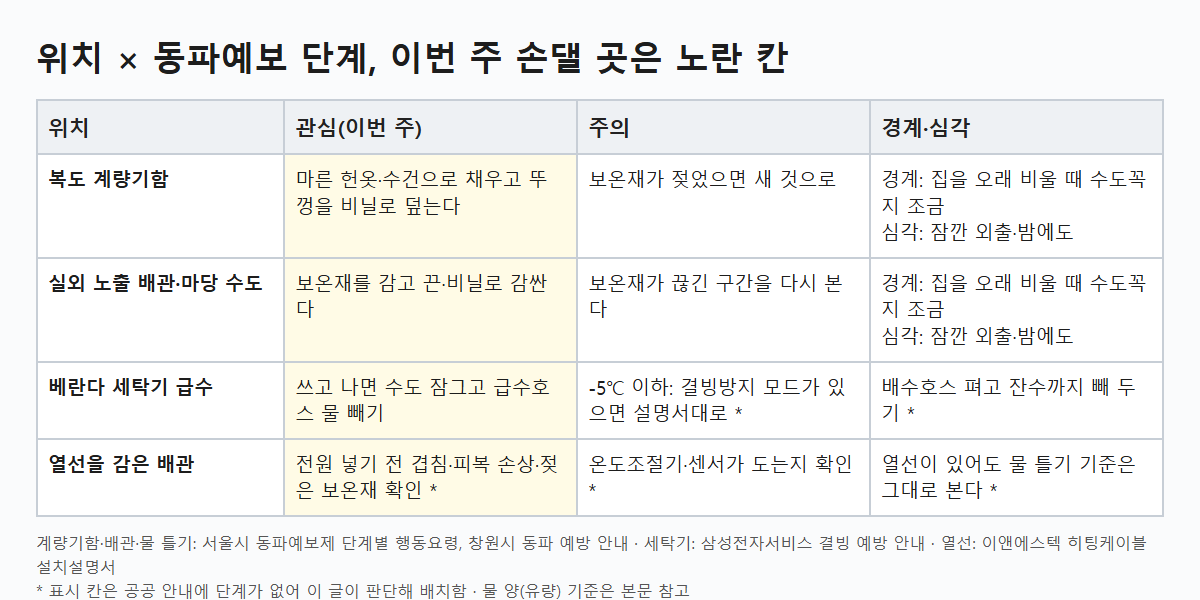 위치 × 동파예보 단계, 이번 주 손댈 곳은 노란 칸
위치
관심(이번 주)
주의
경계·심각
복도 계량기함
마른 헌옷·수건으로 채우고 뚜
껑을 비닐로 덮는다
보온재가 젖었으면 새 것으로
경계: 집을 오래 비울 때 수도꼭
지 조금
심각: 잠깐 외출·밤에도
실외 노출 배관·마당 수도
보온재를 감고 끈·비닐로 감싼
다
보온재가 끊긴 구간을 다시 본
다
경계: 집을 오래 비울 때 수도꼭
지 조금
심각: 잠깐 외출·밤에도
베란다 세탁기 급수
쓰고 나면 수도 잠그고 급수호
스 물 빼기
-5℃ 이하: 결빙방지 모드가 있
으면 설명서대로 *
배수호스 펴고 잔수까지 빼 두
기 *
열선을 감은 배관
전원 넣기 전 겹침·피복 손상·젖
은 보온재 확인 *
온도조절기·센서가 도는지 확인
*
열선이 있어도 물 틀기 기준은
그대로 본다 *
계량기함·배관·물 틀기: 서울시 동파예보제 단계별 행동요령, 창원시 동파 예방 안내 · 세탁기: 삼성전자서비스 결빙 예방 안내 · 열선: 이앤에스텍 히팅케이블
설치설명서
* 표시 칸은 공공 안내에 단계가 없어 이 글이 판단해 배치함 · 물 양(유량) 기준은 본문 참고